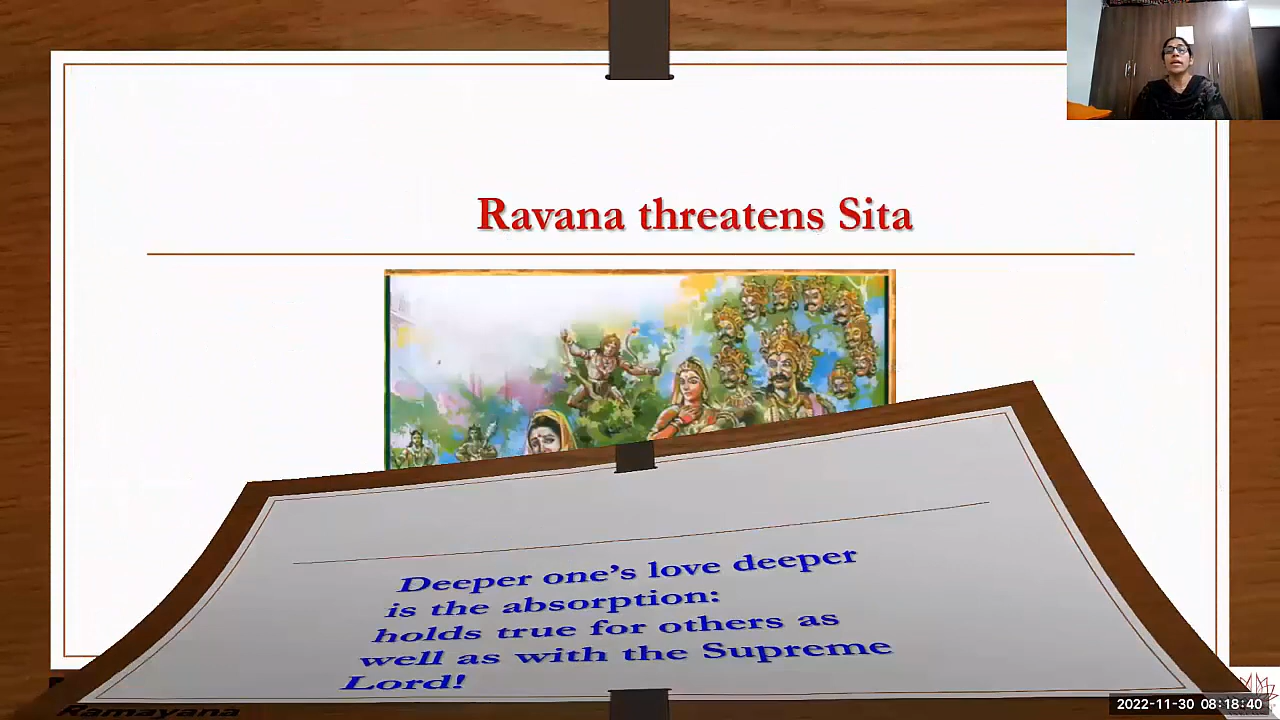 Ravana threatens Sita
Deeper one's love deeper
is the absorption:
holds true for others as
well as with the Supreme
Lord!
Ramayana
2022-11-30 08:18:40